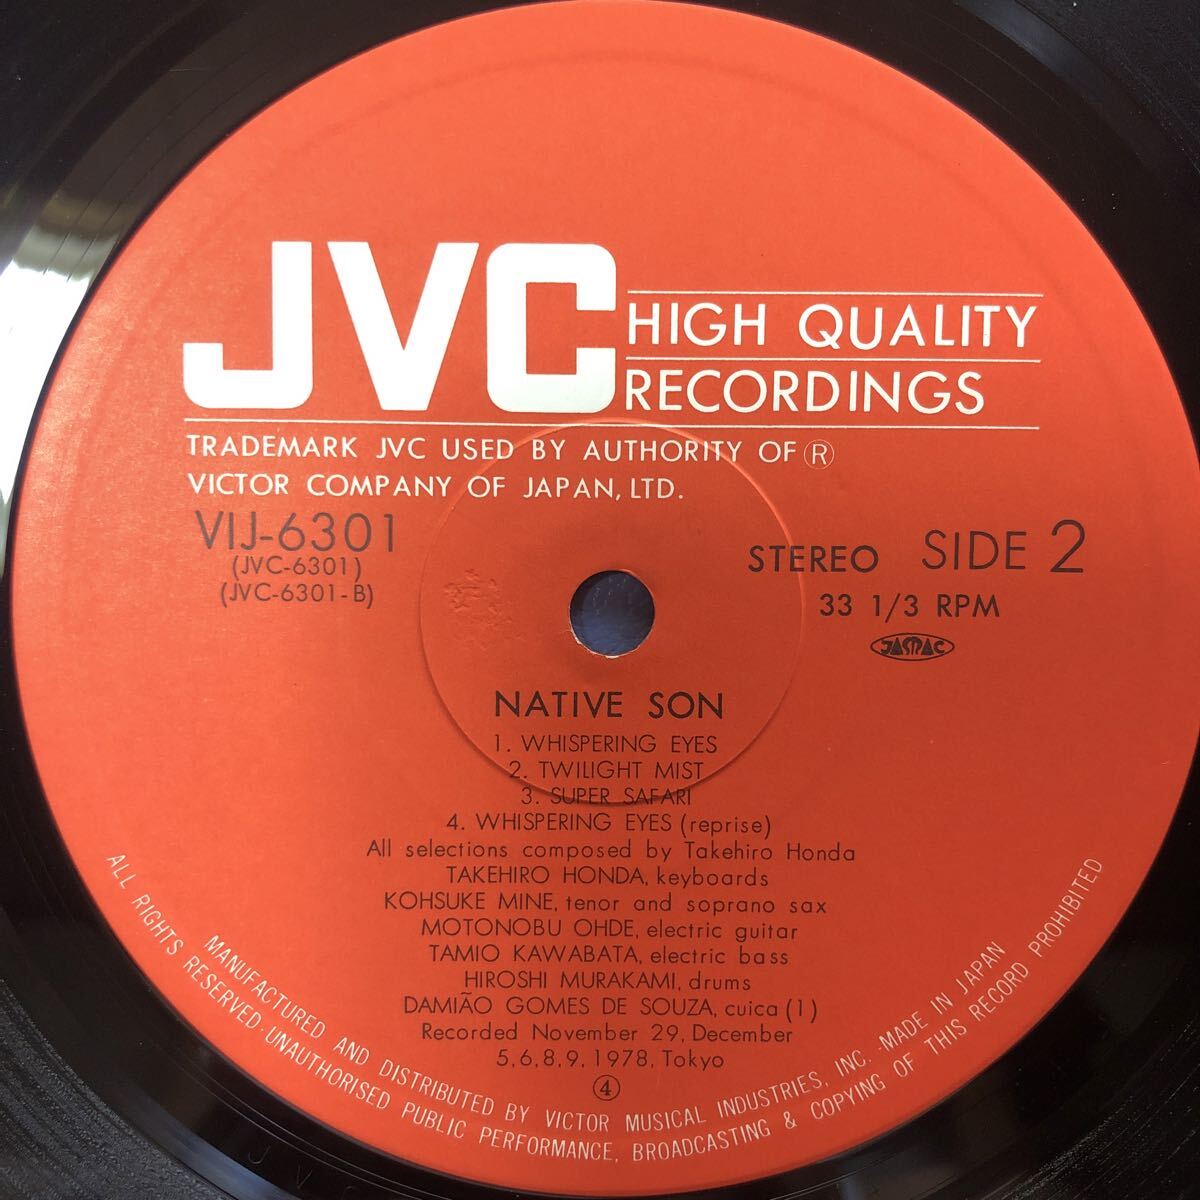 JVC
HIGH QUALITY
RECORDINGS
TRADEMARK JVC USED BY AUTHORITY OF Ⓡ
VICTOR COMPANY OF JAPAN, LTD.
VIJ-6301
(JVC-6301)
(JVC-6301-B)
STEREO SIDE 2
33 1/3 RPM
JASRAC
NATIVE SON
1. WHISPERING EYES
2. TWILIGHT MIST
3. SUPER SAFARI
4. WHISPERING EYES (reprise)
All selections composed by Takehiro Honda
TAKEHIRO HONDA, keyboards
KOHSUKE MINE, tenor and soprano sax
MOTONOBU OHDE, electric guitar
TAMIO KAWABATA, electric bass
HIROSHI MURAKAMI, drums
DAMIÃO GOMES DE SOUZA, cuica (1)
Recorded November 29, December
5, 6, 8, 9, 1978, Tokyo
④
MANUFACTURED AND DISTRIBUTED BY VICTOR MUSICAL INDUSTRIES, INC. · MADE IN JAPAN
ALL RIGHTS RESERVED · UNAUTHORISED PUBLIC PERFORMANCE, BROADCASTING & COPYING OF THIS RECORD PROHIBITED